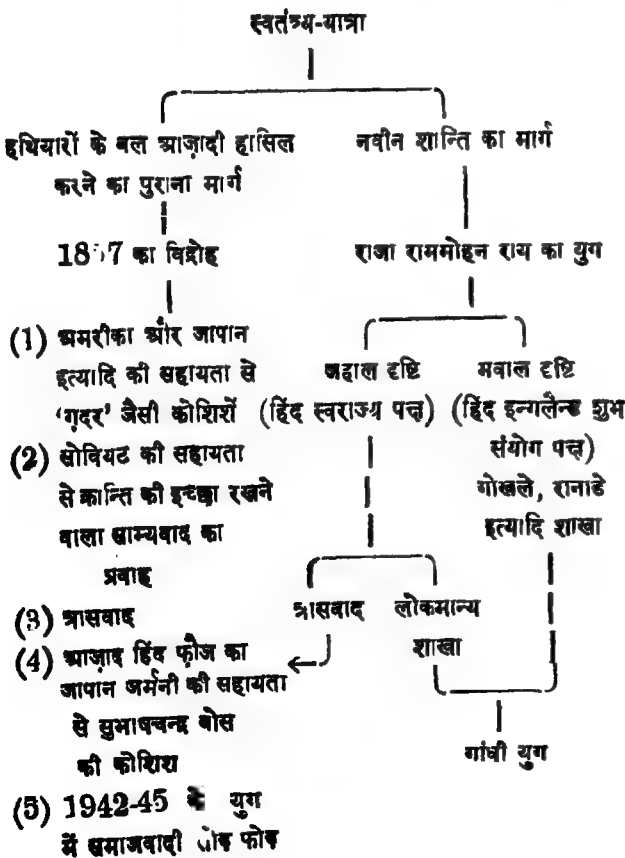 स्वतंत्र्य-यात्रा
हथियारों के बल आज़ादी हासिल
करने का पुराना मार्ग
1857 का विद्रोह
(1) अमरीका और जापान
इत्यादि की सहायता से
'ग़दर' जैसी कोशिशें
(2) सोवियट की सहायता
से क्रान्ति की इच्छा रखने
वाला साम्यवाद का
प्रवाह
(3) त्रासवाद
(4) आज़ाद हिंद फ़ौज का
जापान जर्मनी की सहायता
से सुभाषचन्द्र बोस
की कोशिश
(5) 1942-45 के युग
में समाजवादी तोड़ फोड़
नवीन शान्ति का मार्ग
राजा राममोहन राय का युग
जहाल दृष्टि
(हिंद स्वराज्य पक्ष)
मवाल दृष्टि
(हिंद इन्गलेन्ड शुभ
संयोग पक्ष)
गोखले, रानाडे
इत्यादि शाखा
त्रासवाद
लोकमान्य
शाखा
गांधी युग